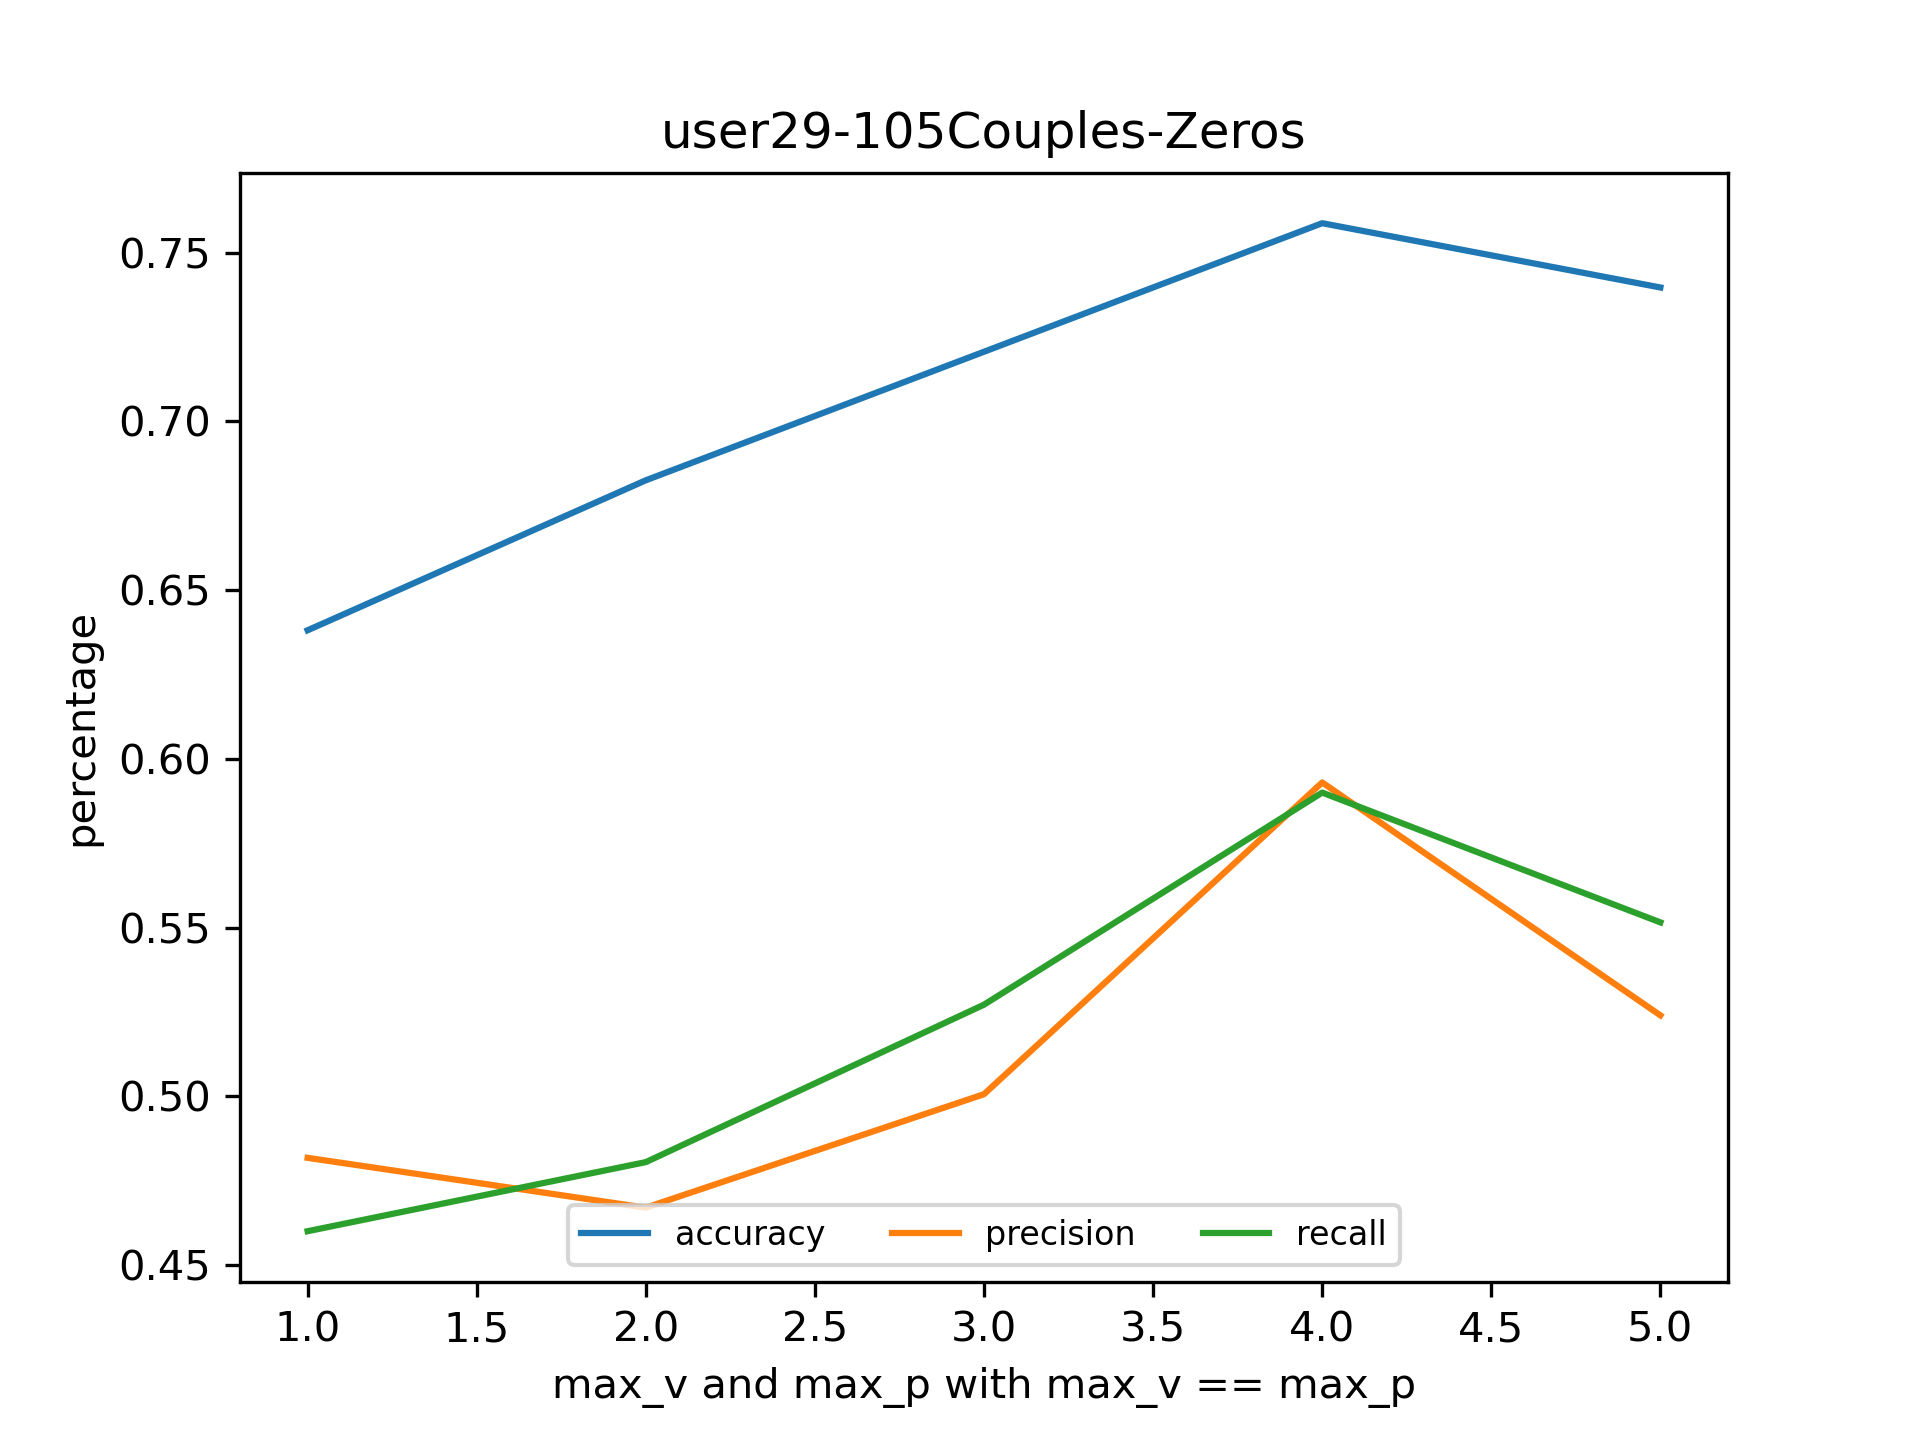 user29-105Couples-Zeros
percentage
0.75
0.70
0.65
0.60
0.55
0.50
0.45
accuracy precision recall
1.0 1.5 2.0 2.5 3.0 3.5 4.0 4.5 5.0
max_v and max_p with max_v == max_p